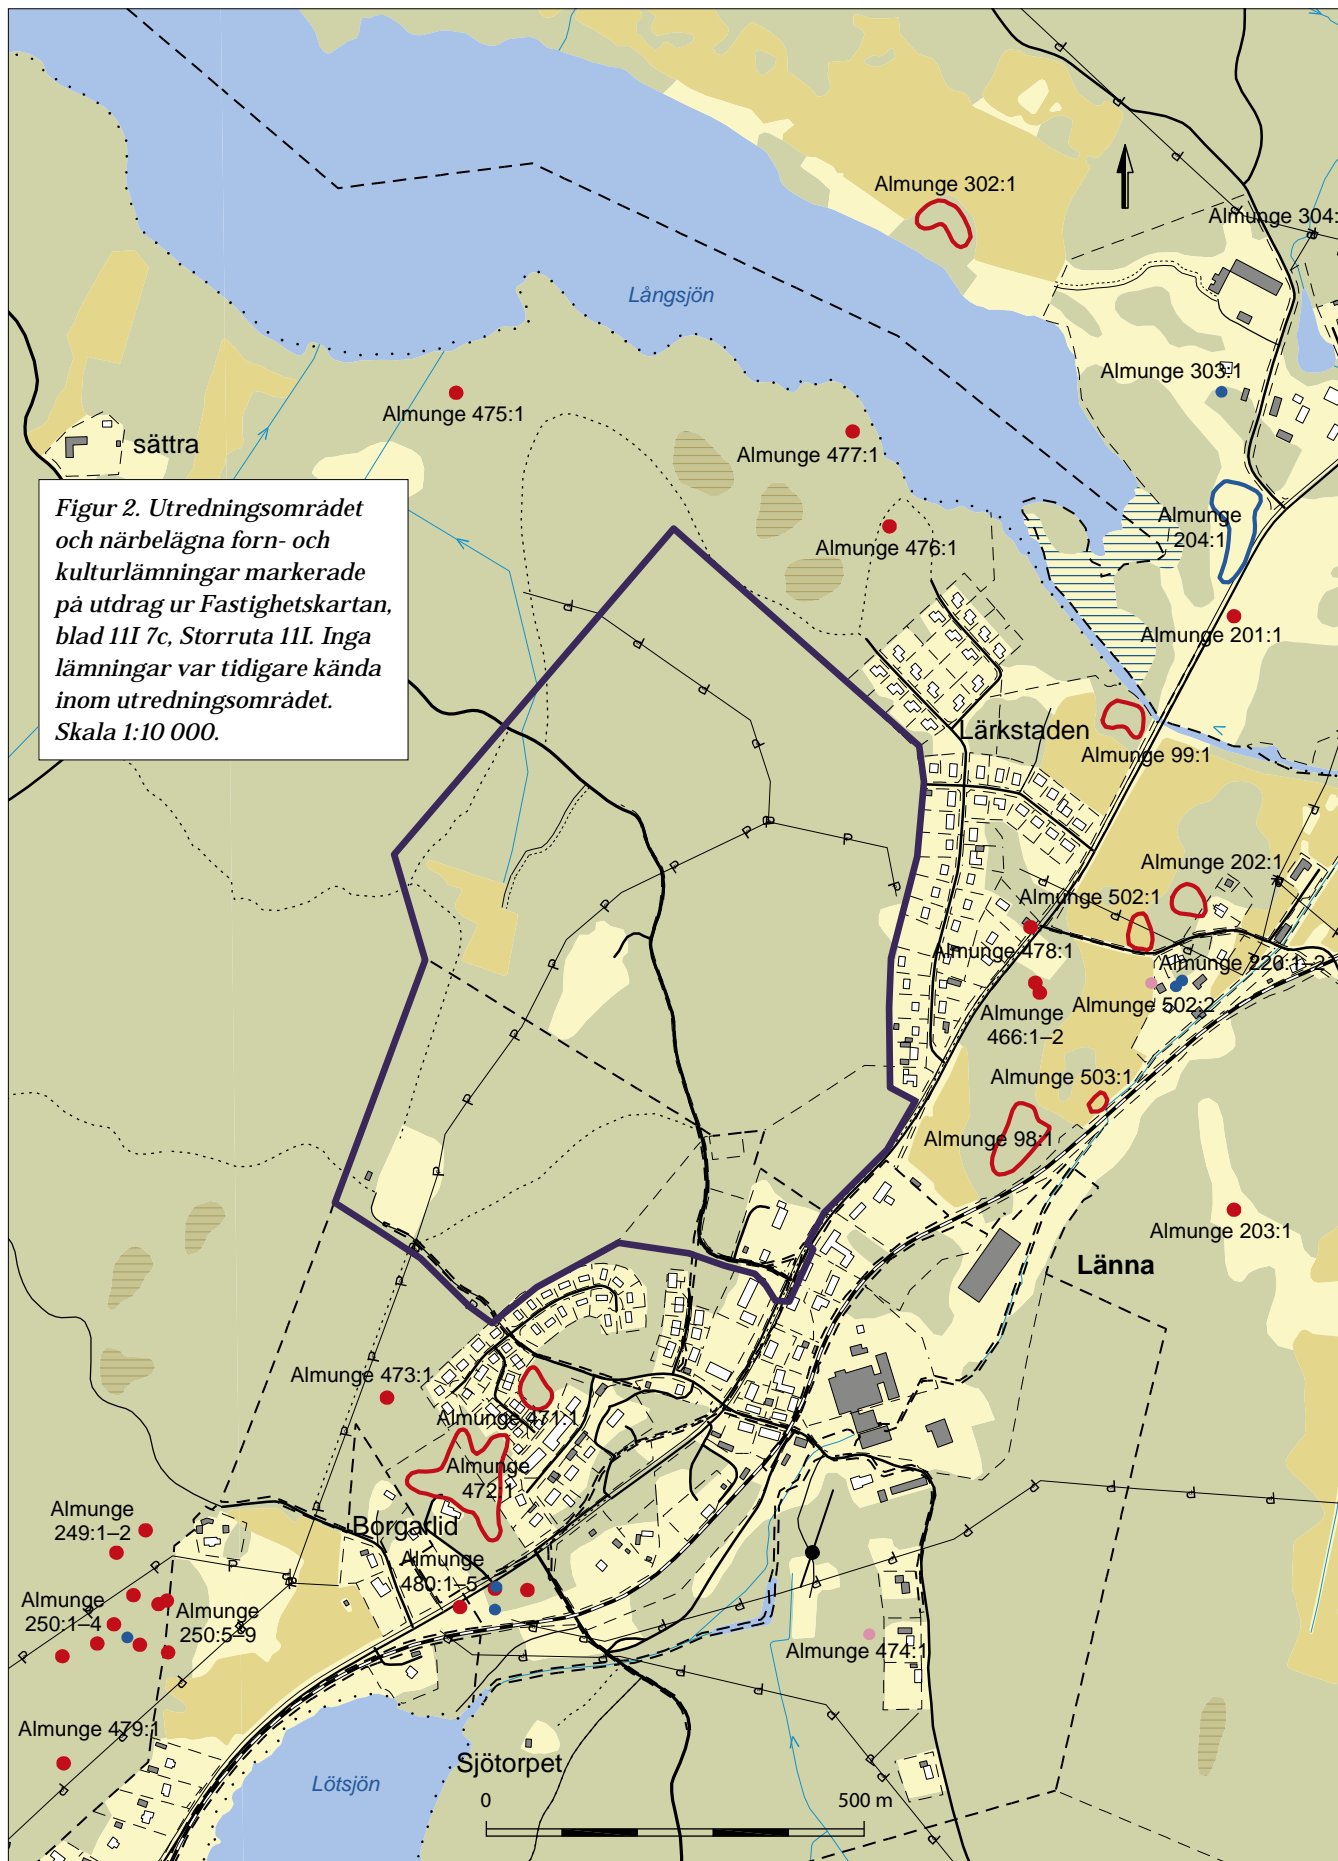 Almunge 302:1
Almunge 304:
Långsjön
Almunge 303:1
Almunge 475:1
sättra
Almunge 477:1
Figur 2. Utredningsområdet
och närbelägna forn- och
kulturlämningar markerade
på utdrag ur Fastighetskartan,
blad 11I 7c, Storruta 11I. Inga
lämningar var tidigare kända
inom utredningsområdet.
Skala 1:10 000.
Almunge
204:1
Almunge 476:1
Almunge 201:1
Lärkstaden
Almunge 99:1
Almunge 202:1
Almunge 502:1
Almunge 478:1
Almunge 220:1–2
Almunge 502:2
Almunge
466:1–2
Almunge 503:1
Almunge 98:1
Almunge 203:1
Länna
Almunge 473:1
Almunge 471:1
Almunge
472:1
Almunge
249:1–2
Borgarlid
Almunge
480:1–5
Almunge
250:1–4
Almunge
250:5–9
Almunge 474:1
Almunge 479:1
Sjötorpet
Lötsjön
0
500 m